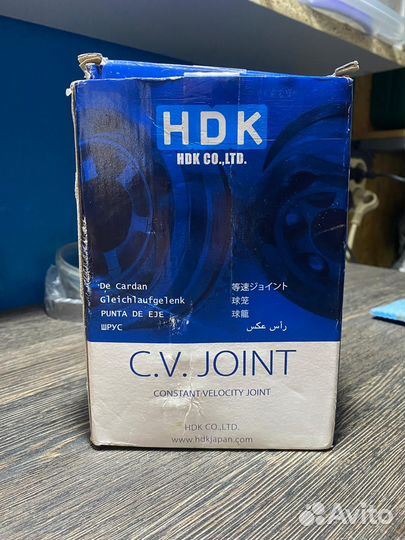 HDK
HDK CO.,LTD.
De Cardan
Gleichlaufgelenk
PUNTA DE EJE
ШРУС
等速ジョイント
球笼
球籠
رأس عكس
C.V. JOINT
CONSTANT VELOCITY JOINT
HDK CO.,LTD.
www.hdkjapan.com
Avito